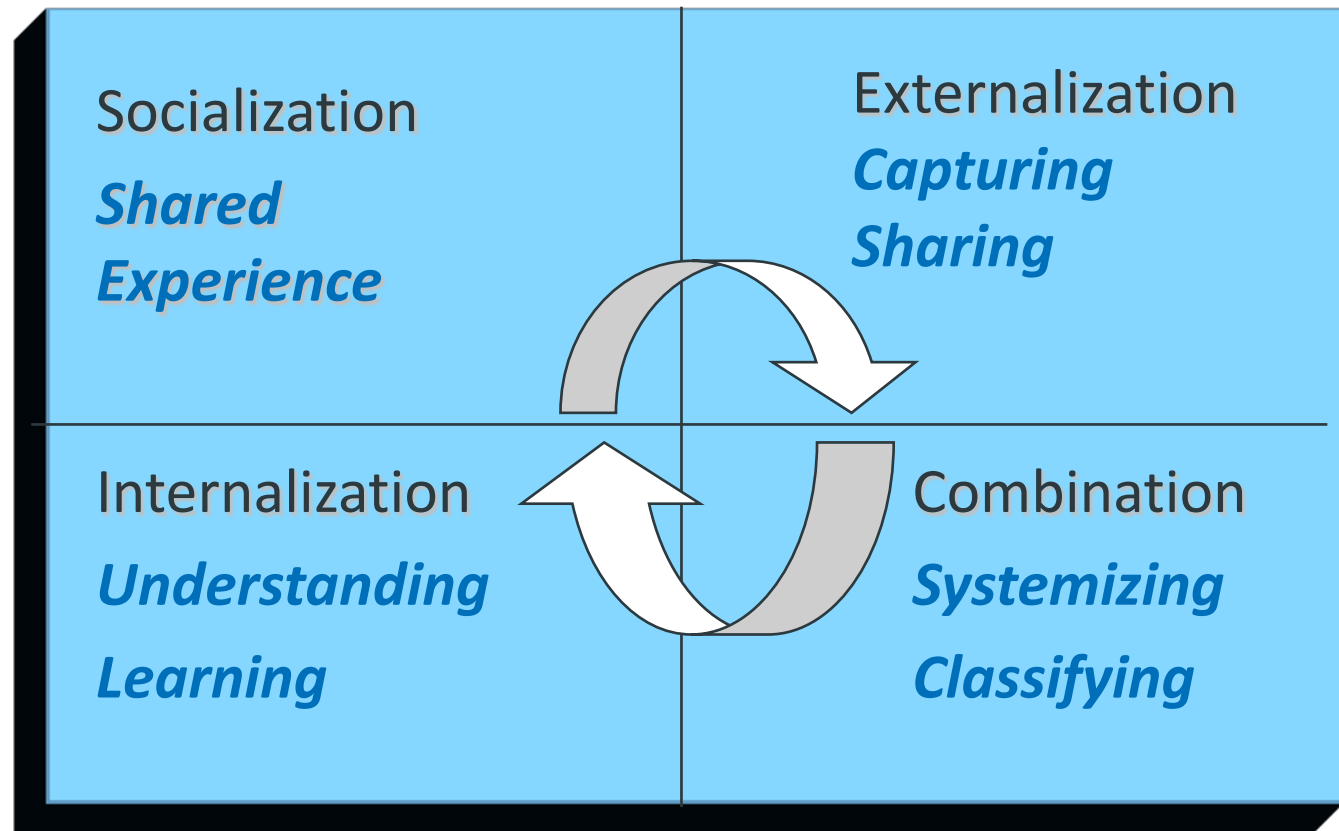 Socialization
Shared
Experience
Externalization
Capturing
Sharing
Internalization
Understanding
Learning
Combination
Systemizing
Classifying